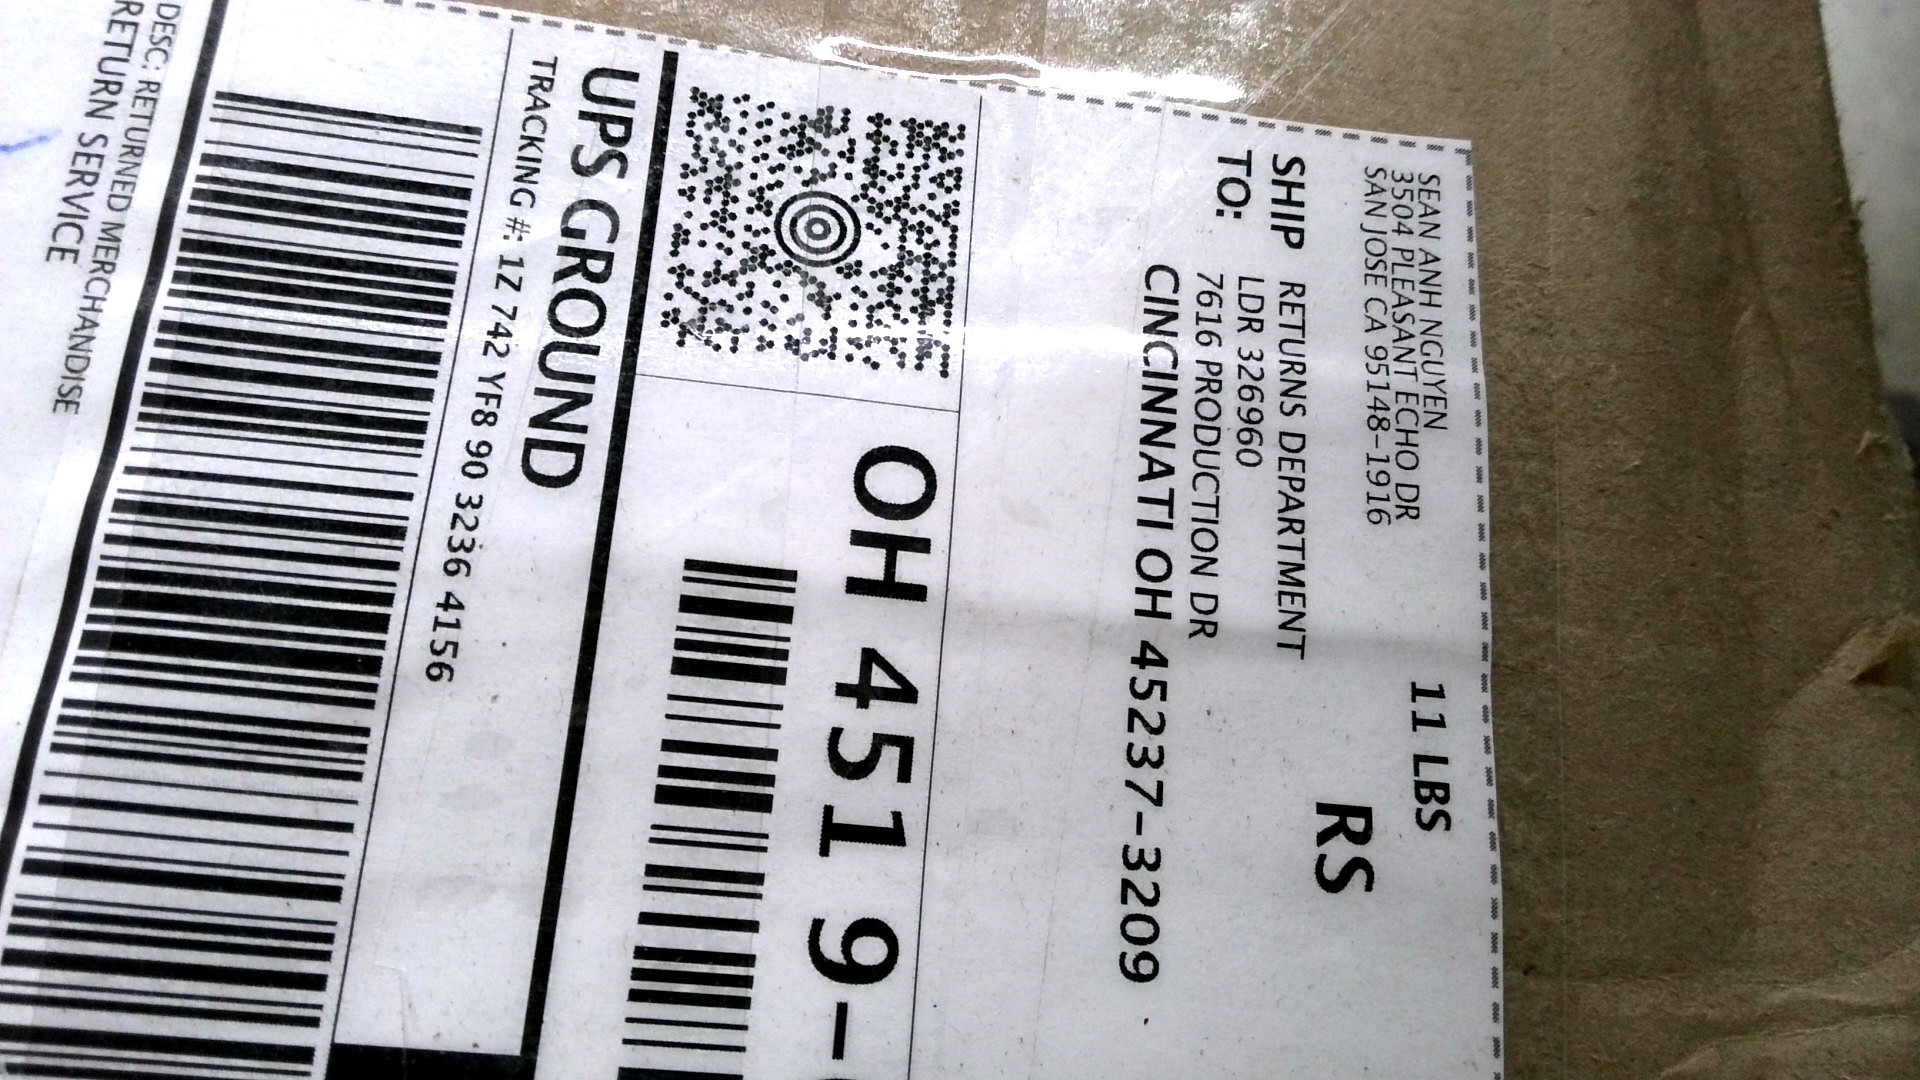 SEAN ANH NGUYEN
3504 PLEASANT ECHO DR
SAN JOSE CA 95148-1916
11 LBS
RS
SHIP TO:
RETURNS DEPARTMENT
LDR 326960
7616 PRODUCTION DR
CINCINNATI OH 45237-3209
OH 451 9-
UPS GROUND
TRACKING #: 1Z 742 YF8 90 3236 4156
DESC: RETURNED MERCHANDISE
RETURN SERVICE